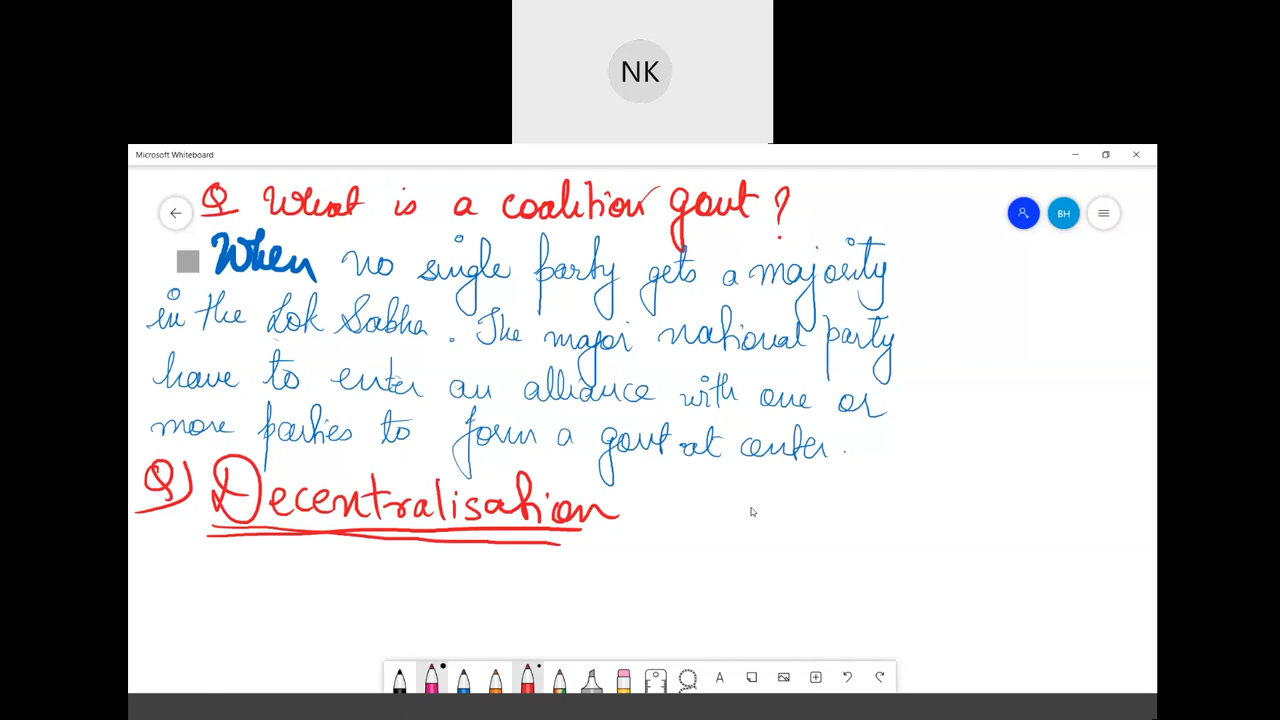 NK
Microsoft Whiteboard
Q What is a coalition govt?
BH
When no single party gets a majority
in the Lok Sabha. The major national party
have to enter an alliance with one or
more parties to form a govt at center.
Q) Decentralisation
A